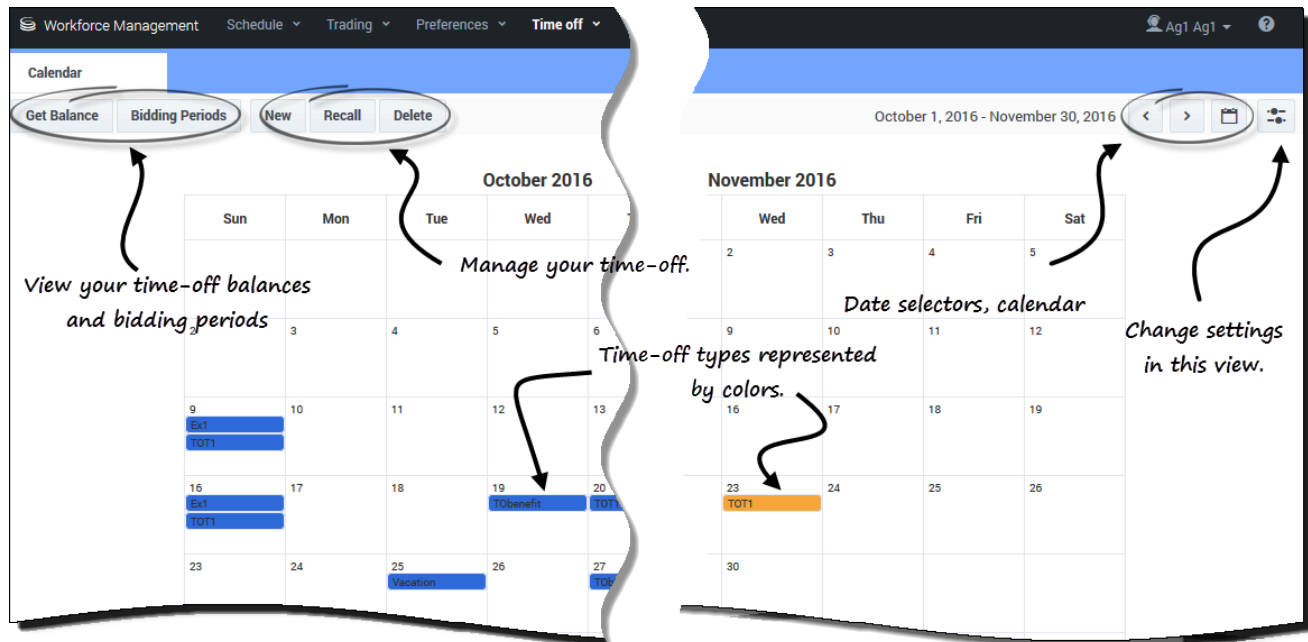 Workforce Management Schedule Trading Preferences Time off Ag1 Ag1
Calendar
Get Balance Bidding Periods New Recall Delete October 1, 2016 - November 30, 2016
October 2016 November 2016
Sun Mon Tue Wed Wed Thu Fri Sat
2 3 4 5
View your time-off balances
and bidding periods
Manage your time-off.
Date selectors, calendar
Change settings
in this view.
2 3 4 5 6 9 10 11 12
Time-off types represented
by colors.
9 10 11 12 13 16 17 18 19
Ex1
TOT1
16 17 18 19 20 23 24 25 26
Ex1 TObenefit TOT1 TOT1
TOT1
23 24 25 26 27 30
Vacation